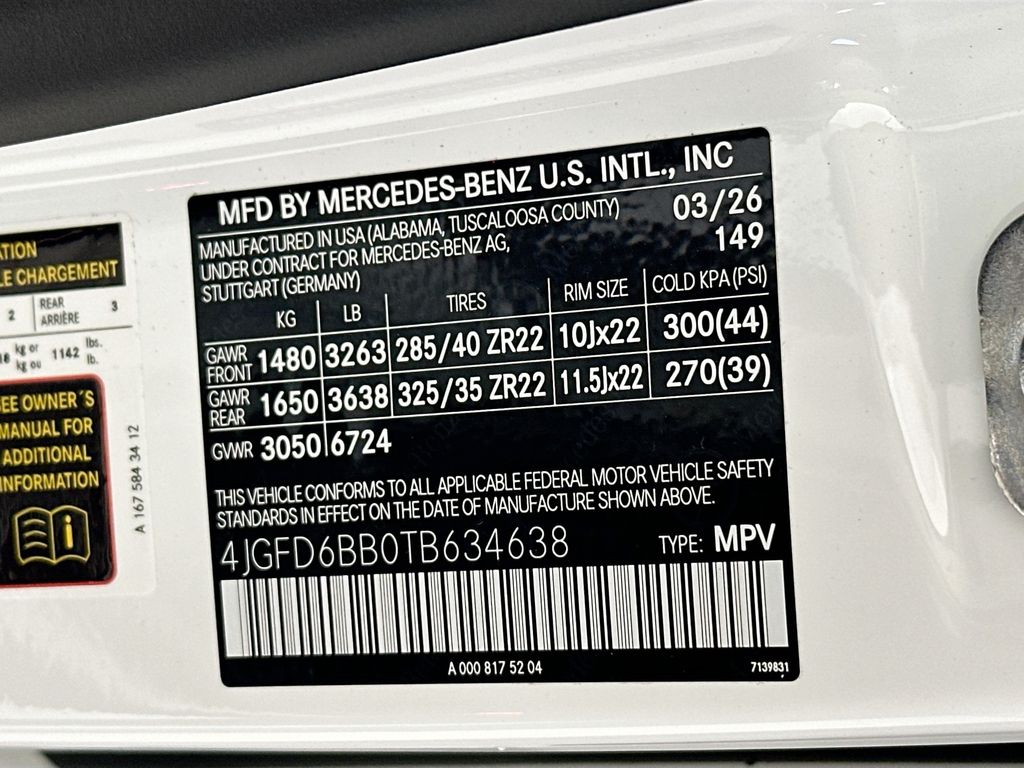 MFD BY MERCEDES-BENZ U.S. INTL., INC
MANUFACTURED IN USA (ALABAMA, TUSCALOOSA COUNTY) 03/26
UNDER CONTRACT FOR MERCEDES-BENZ AG, 149
STUTTGART (GERMANY)
KG LB TIRES RIM SIZE COLD KPA (PSI)
GAWR FRONT 1480 3263 285/40 ZR22 10Jx22 300(44)
GAWR REAR 1650 3638 325/35 ZR22 11.5Jx22 270(39)
GVWR 3050 6724
THIS VEHICLE CONFORMS TO ALL APPLICABLE FEDERAL MOTOR VEHICLE SAFETY
STANDARDS IN EFFECT ON THE DATE OF MANUFACTURE SHOWN ABOVE.
4JGFD6BB0TB634638 TYPE: MPV
A 000 817 52 04 7139831
CHARGEMENT
2 REAR 3
ARRIÈRE
kg or 1142 lbs.
kg ou lb.
SEE OWNER´S
MANUAL FOR
ADDITIONAL
INFORMATION
i
A 167 584 34 12